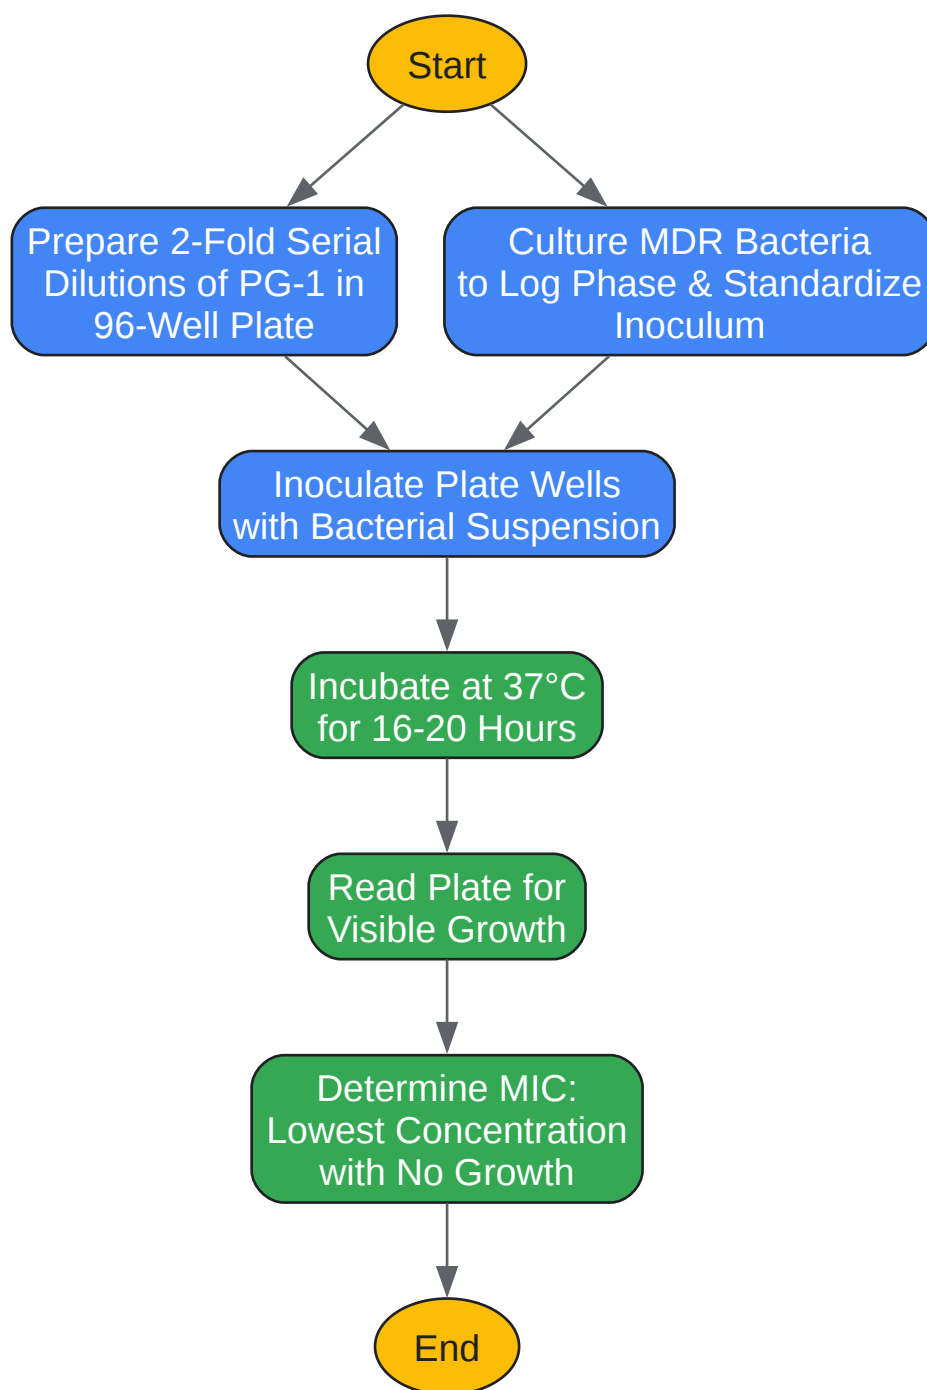 Start
Prepare 2-Fold Serial
Dilutions of PG-1 in
96-Well Plate
Culture MDR Bacteria
to Log Phase & Standardize
Inoculum
Inoculate Plate Wells
with Bacterial Suspension
Incubate at 37°C
for 16-20 Hours
Read Plate for
Visible Growth
Determine MIC:
Lowest Concentration
with No Growth
End